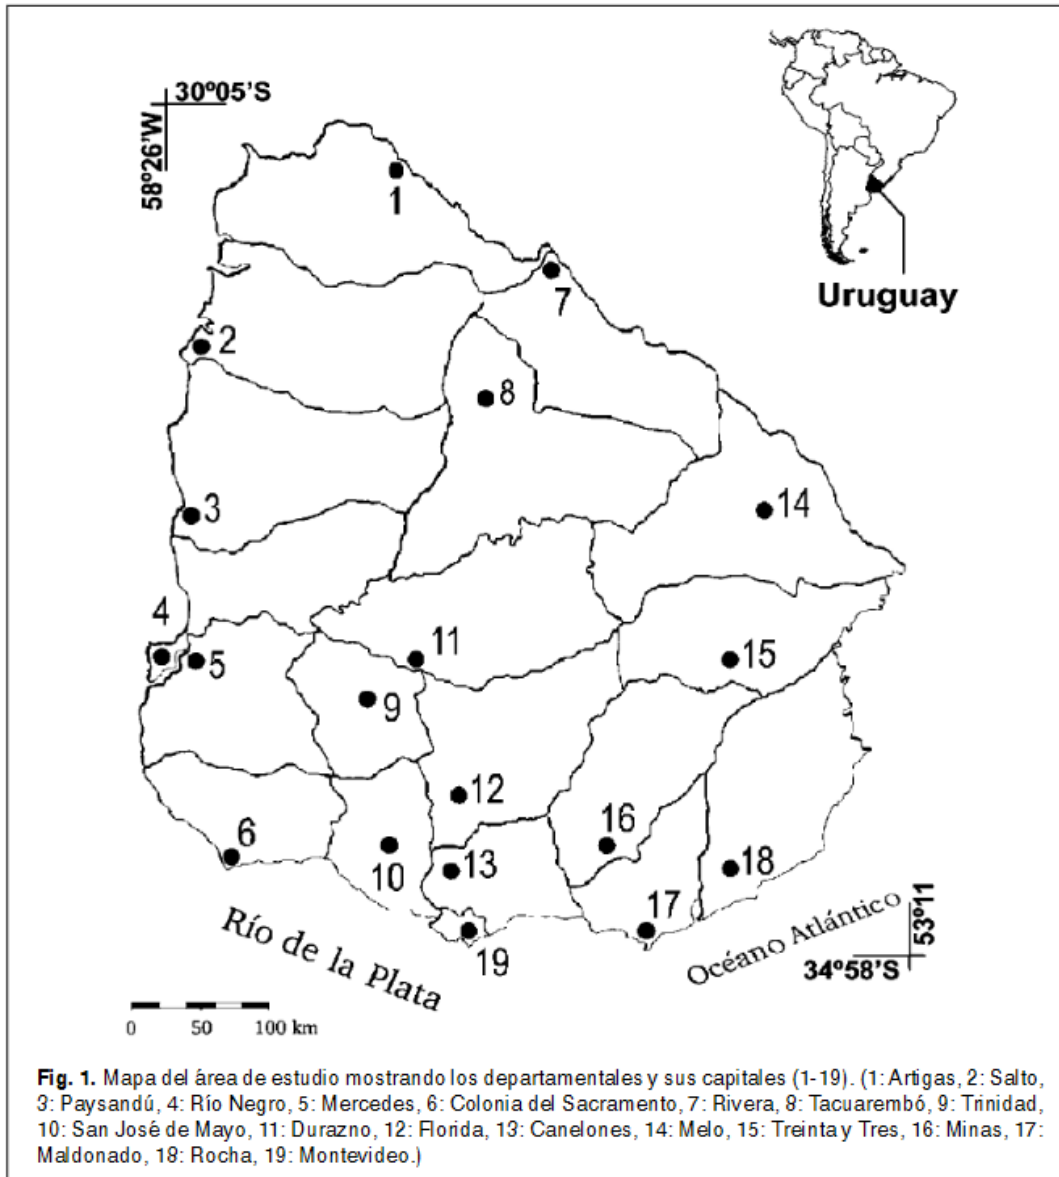 30º05'S
58º26'W
1
Uruguay
7
2
8
3
14
4
11
5
15
9
12
16
6
10
13
18
17
19
Río de la Plata
Océano Atlántico
53º11
34º58'S
0 50 100 km
Fig. 1. Mapa del área de estudio mostrando los departamentales y sus capitales (1-19). (1: Artigas, 2: Salto,
3: Paysandú, 4: Río Negro, 5: Mercedes, 6: Colonia del Sacramento, 7: Rivera, 8: Tacuarembó, 9: Trinidad,
10: San José de Mayo, 11: Durazno, 12: Florida, 13: Canelones, 14: Melo, 15: Treinta y Tres, 16: Minas, 17:
Maldonado, 18: Rocha, 19: Montevideo.)